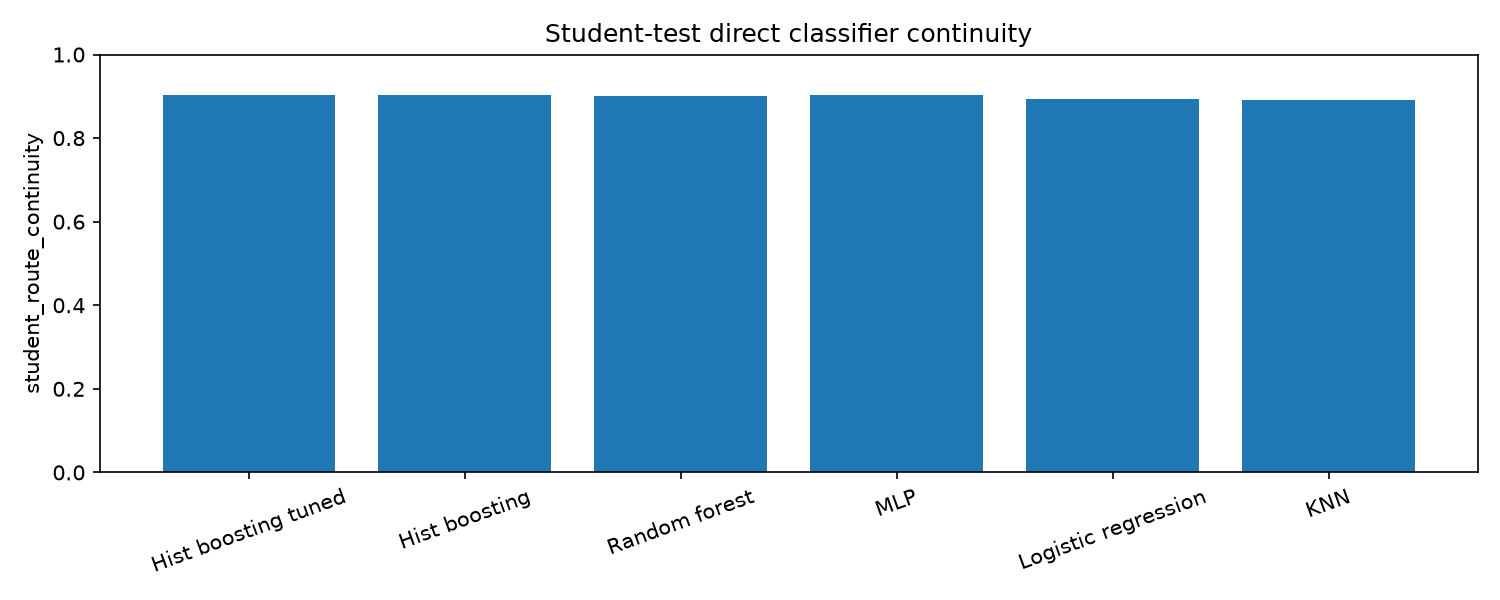 Student-test direct classifier continuity
student_route_continuity
1.0
0.8
0.6
0.4
0.2
0.0
Hist boosting tuned
Hist boosting
Random forest
MLP
Logistic regression
KNN